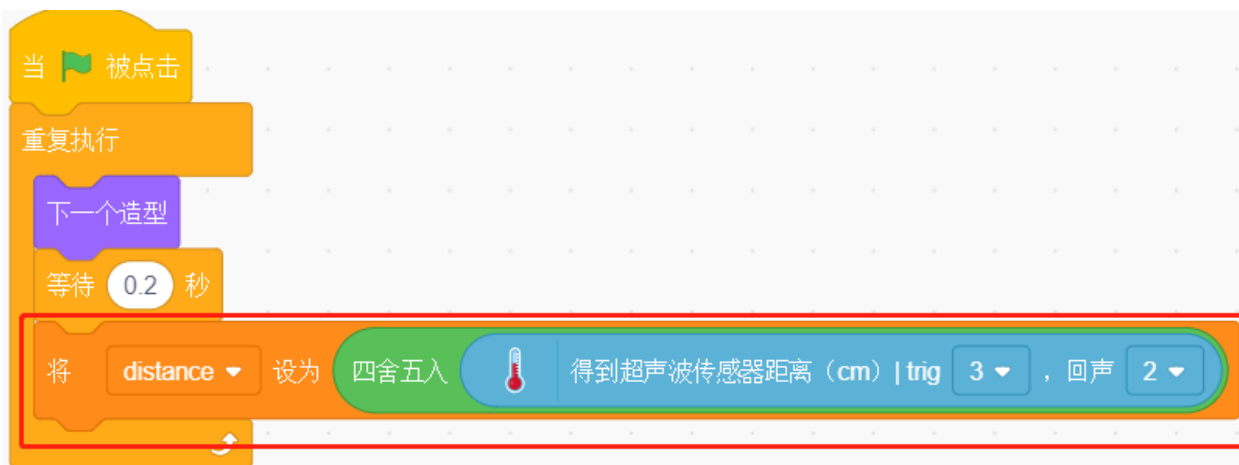 当 被点击
重复执行
下一个造型
等待 0.2 秒
将 distance 设为 四舍五入 得到超声波传感器距离（cm）| trig 3 ，回声 2